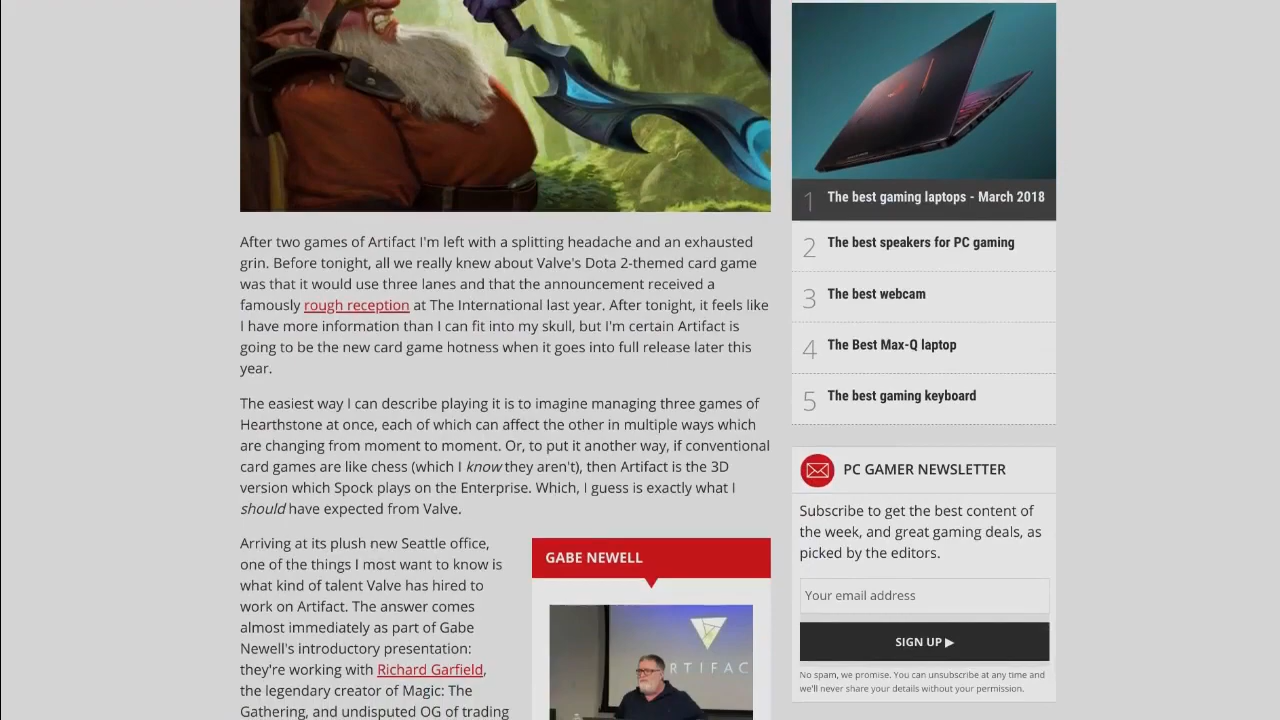 After two games of Artifact I'm left with a splitting headache and an exhausted
grin. Before tonight, all we really knew about Valve's Dota 2-themed card game
was that it would use three lanes and that the announcement received a
famously rough reception at The International last year. After tonight, it feels like
I have more information than I can fit into my skull, but I'm certain Artifact is
going to be the new card game hotness when it goes into full release later this
year.
The easiest way I can describe playing it is to imagine managing three games of
Hearthstone at once, each of which can affect the other in multiple ways which
are changing from moment to moment. Or, to put it another way, if conventional
card games are like chess (which I know they aren't), then Artifact is the 3D
version which Spock plays on the Enterprise. Which, I guess is exactly what I
should have expected from Valve.
Arriving at its plush new Seattle office,
one of the things I most want to know is
what kind of talent Valve has hired to
work on Artifact. The answer comes
almost immediately as part of Gabe
Newell's introductory presentation:
they're working with Richard Garfield,
the legendary creator of Magic: The
Gathering, and undisputed OG of trading
GABE NEWELL
RTIFAC
1 The best gaming laptops - March 2018
2 The best speakers for PC gaming
3 The best webcam
4 The Best Max-Q laptop
5 The best gaming keyboard
PC GAMER NEWSLETTER
Subscribe to get the best content of
the week, and great gaming deals, as
picked by the editors.
Your email address
SIGN UP ▶
No spam, we promise. You can unsubscribe at any time and
we'll never share your details without your permission.